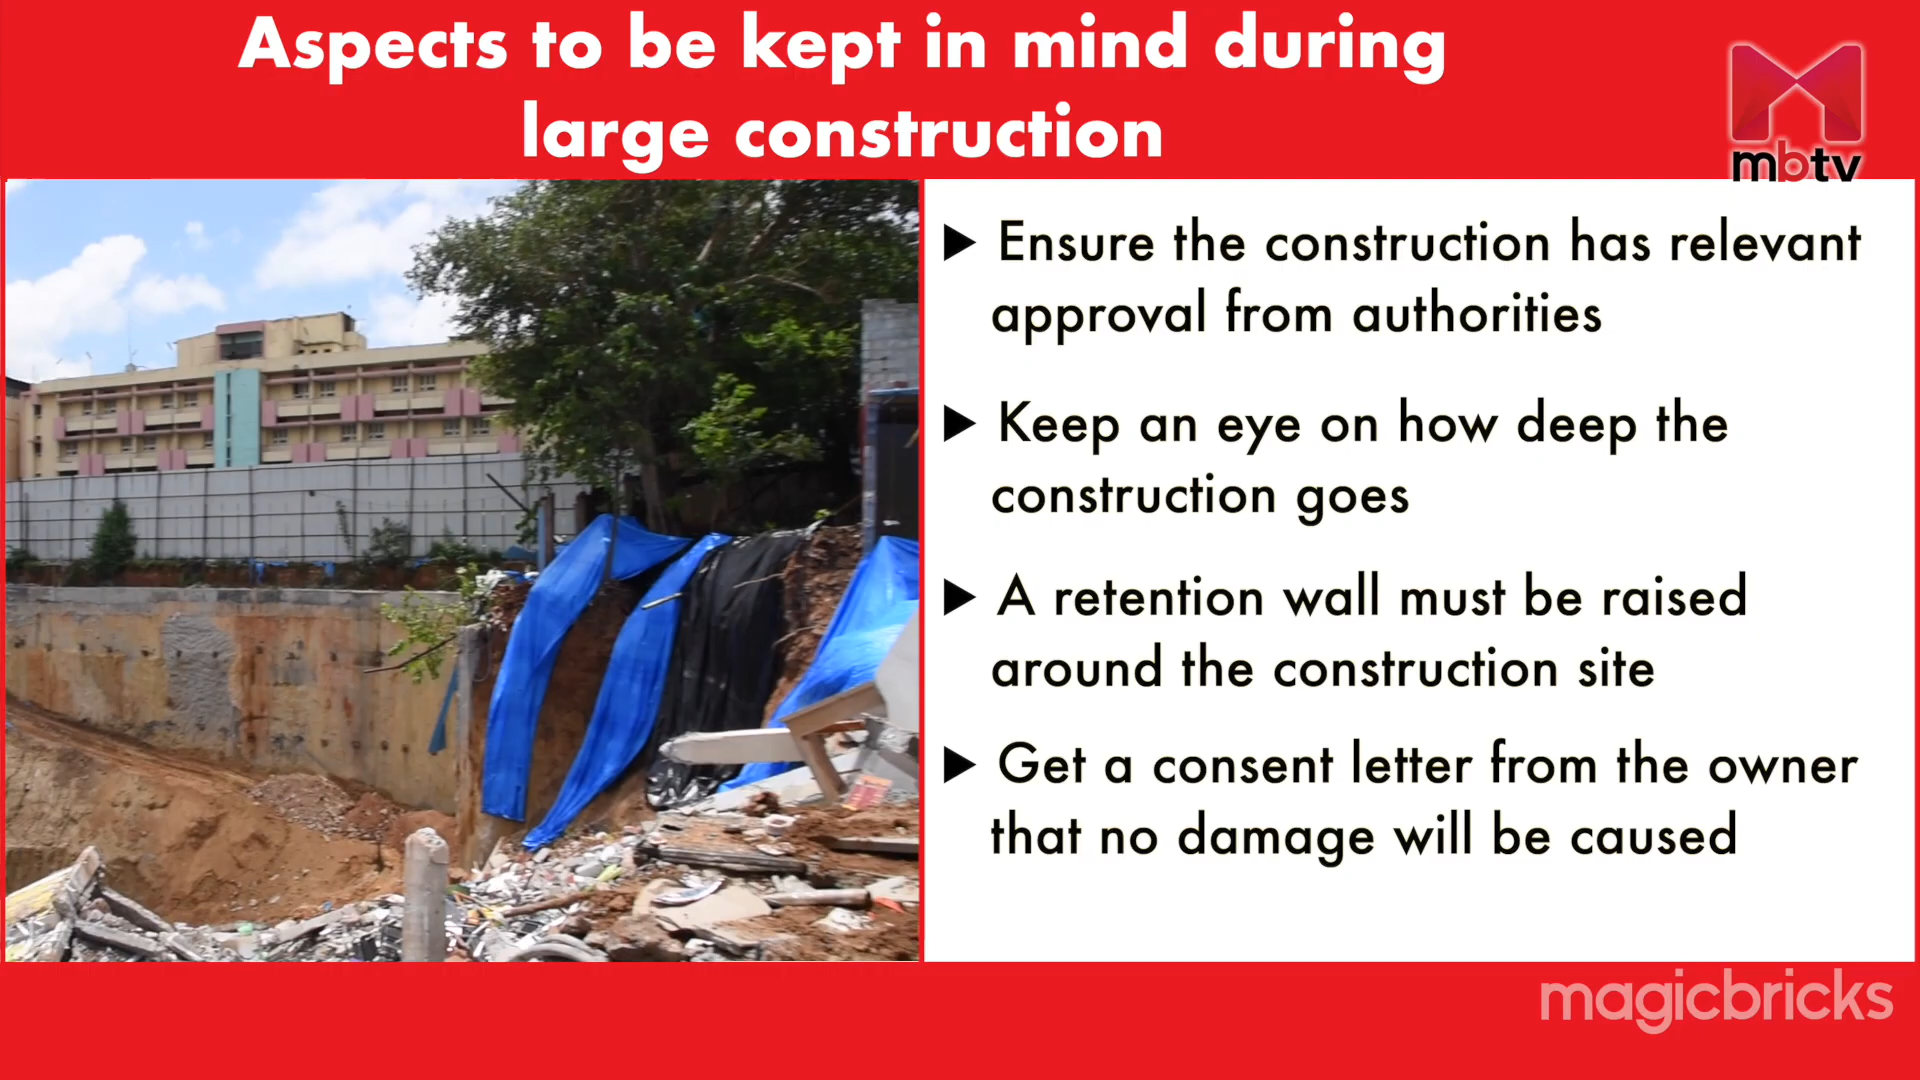 Aspects to be kept in mind during
large construction
mbtv
▶ Ensure the construction has relevant
approval from authorities
▶ Keep an eye on how deep the
construction goes
▶ A retention wall must be raised
around the construction site
▶ Get a consent letter from the owner
that no damage will be caused
magicbricks